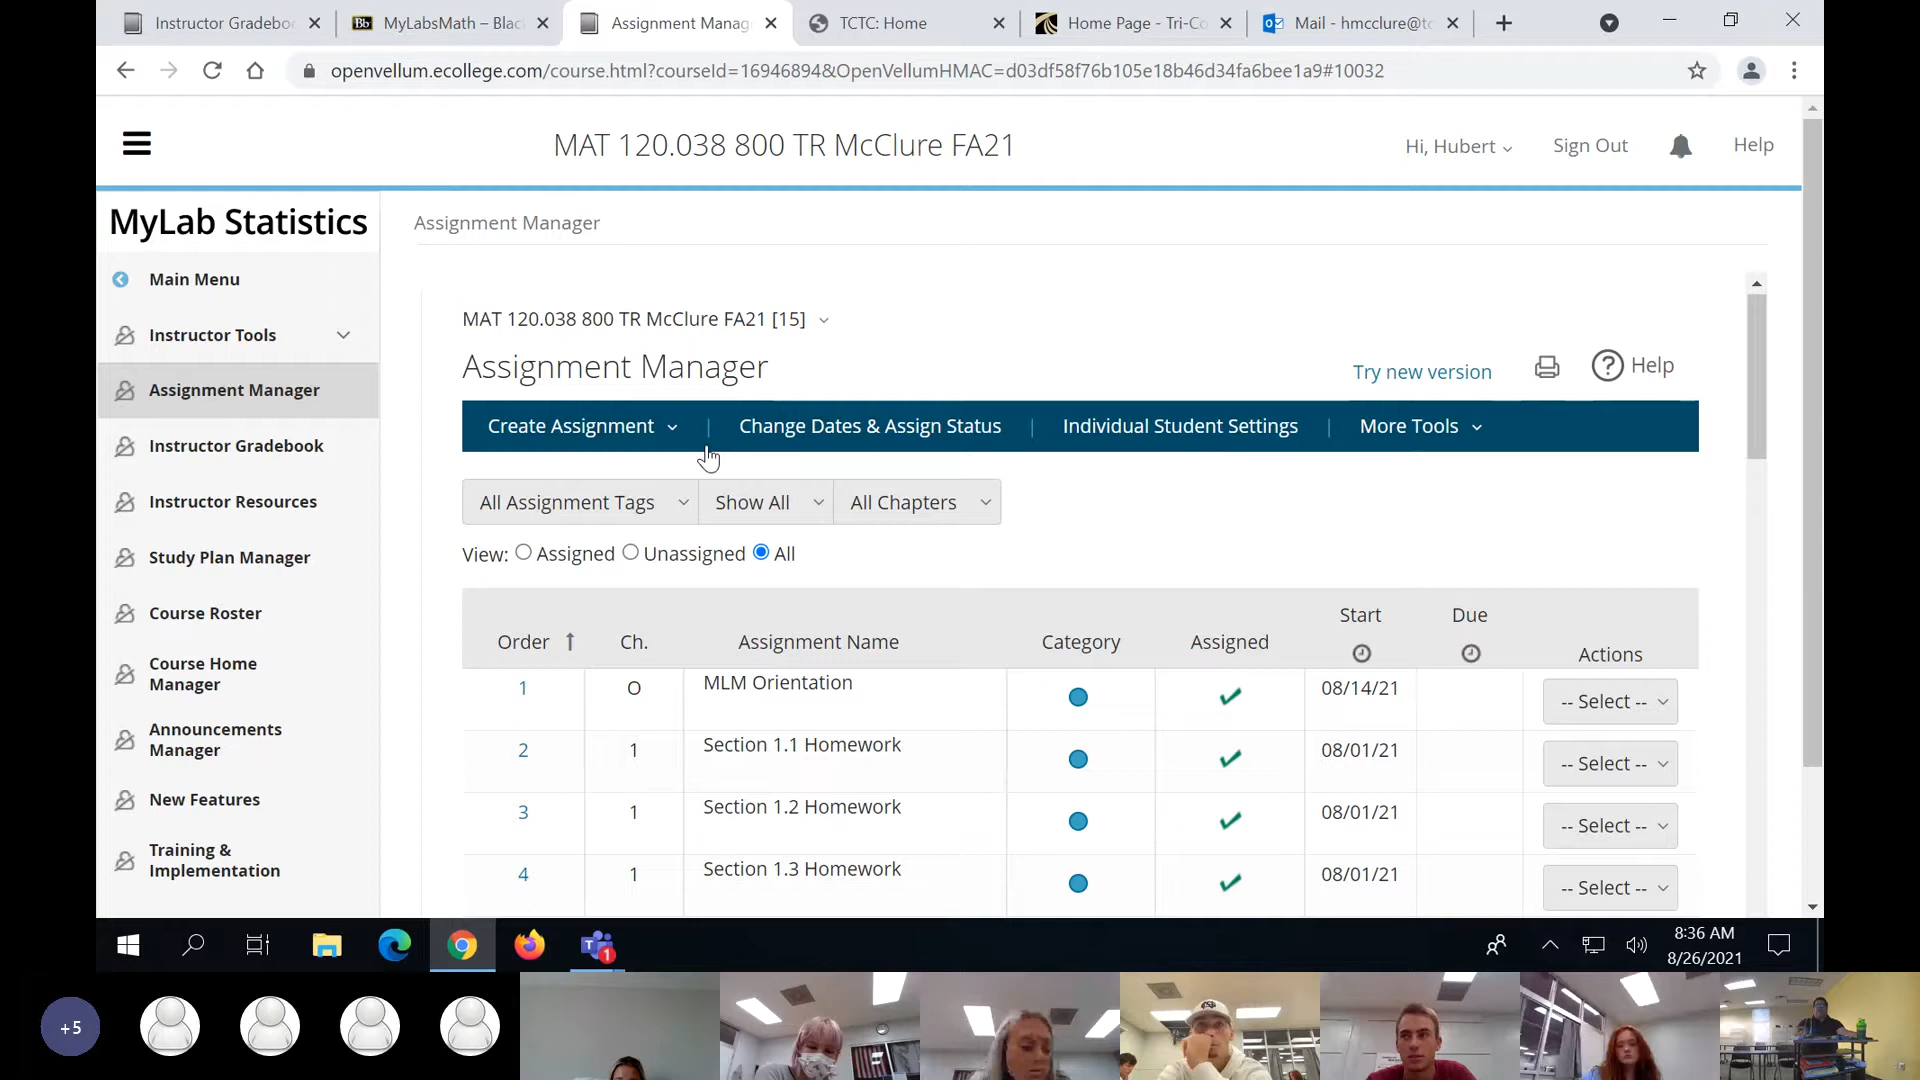 Instructor Gradeboo
MyLabsMath – Blac
Assignment Manag
TCTC: Home
Home Page - Tri-Co
Mail - hmcclure@tc
openvellum.ecollege.com/course.html?courseId=16946894&OpenVellumHMAC=d03df58f76b105e18b46d34fa6bee1a9#10032
MAT 120.038 800 TR McClure FA21
Hi, Hubert
Sign Out
Help
MyLab Statistics
Main Menu
Instructor Tools
Assignment Manager
Instructor Gradebook
Instructor Resources
Study Plan Manager
Course Roster
Course Home
Manager
Announcements
Manager
New Features
Training &
Implementation
Assignment Manager
MAT 120.038 800 TR McClure FA21 [15]
Assignment Manager
Try new version
? Help
Create Assignment | Change Dates & Assign Status | Individual Student Settings | More Tools
All Assignment Tags Show All All Chapters
View: Assigned Unassigned All
Order Ch. Assignment Name Category Assigned Start Due Actions
1 O MLM Orientation 08/14/21 -- Select --
2 1 Section 1.1 Homework 08/01/21 -- Select --
3 1 Section 1.2 Homework 08/01/21 -- Select --
4 1 Section 1.3 Homework 08/01/21 -- Select --
1
8:36 AM
8/26/2021
+5